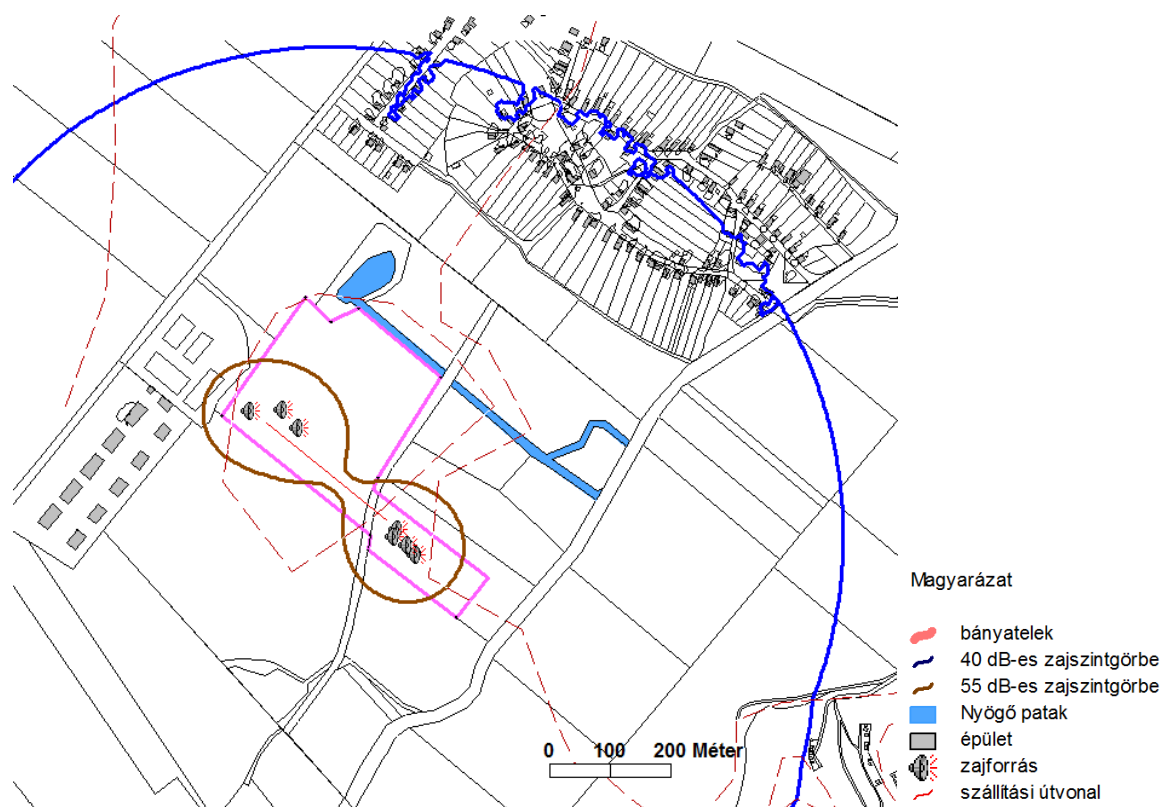 Magyarázat
bányatelek
40 dB-es zajszintgörbe
55 dB-es zajszintgörbe
Nyögő patak
épület
zajforrás
szállítási útvonal
0 100 200 Méter